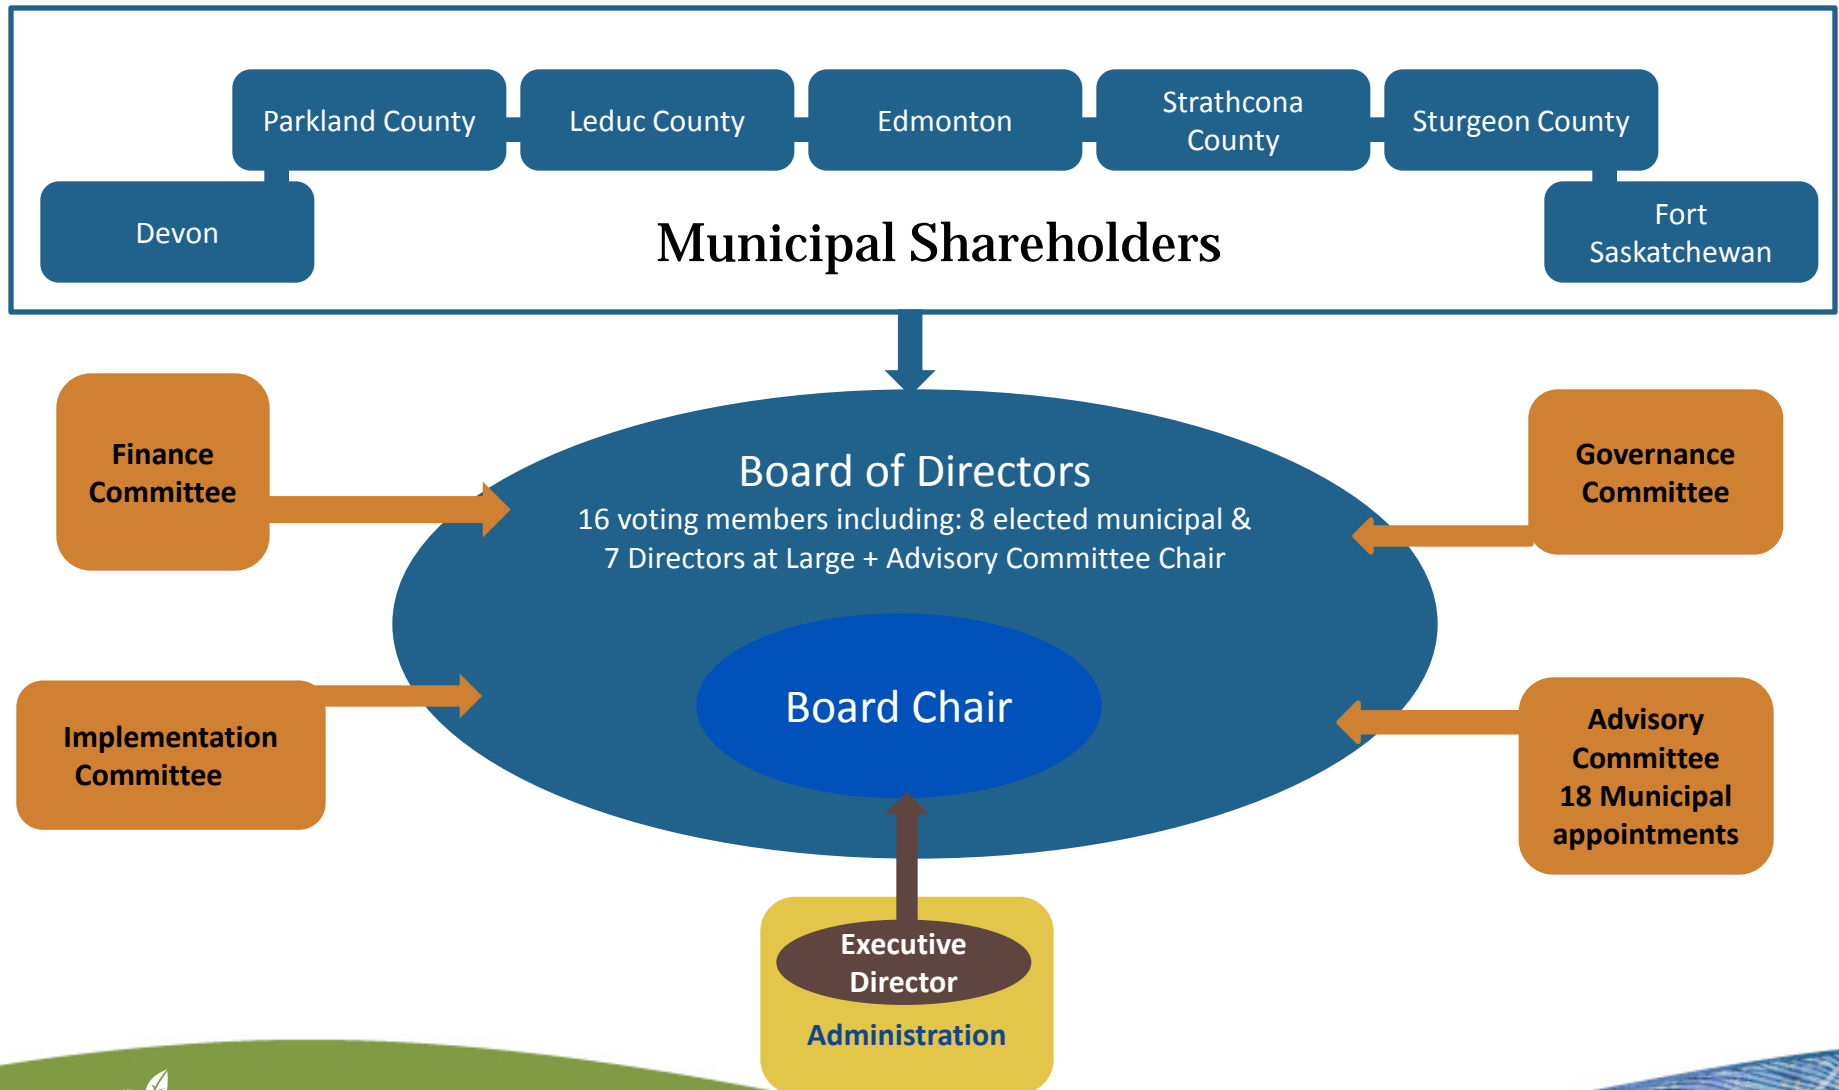 Parkland County
Leduc County
Edmonton
Strathcona
County
Sturgeon County
Devon
Municipal Shareholders
Fort
Saskatchewan
Finance
Committee
Board of Directors
16 voting members including: 8 elected municipal &
7 Directors at Large + Advisory Committee Chair
Governance
Committee
Implementation
Committee
Board Chair
Advisory
Committee
18 Municipal
appointments
Executive
Director
Administration